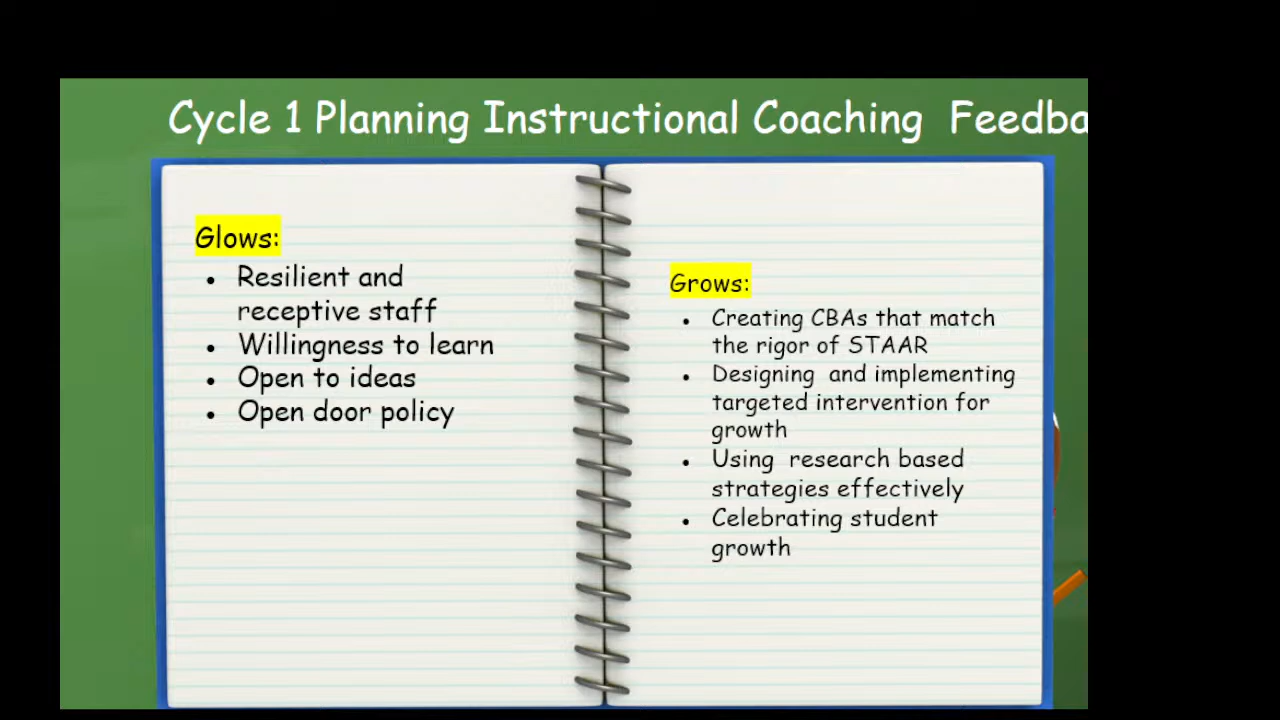 Cycle 1 Planning Instructional Coaching Feedba
Glows:
• Resilient and
receptive staff
• Willingness to learn
• Open to ideas
• Open door policy
Grows:
• Creating CBAs that match
the rigor of STAAR
• Designing and implementing
targeted intervention for
growth
• Using research based
strategies effectively
• Celebrating student
growth